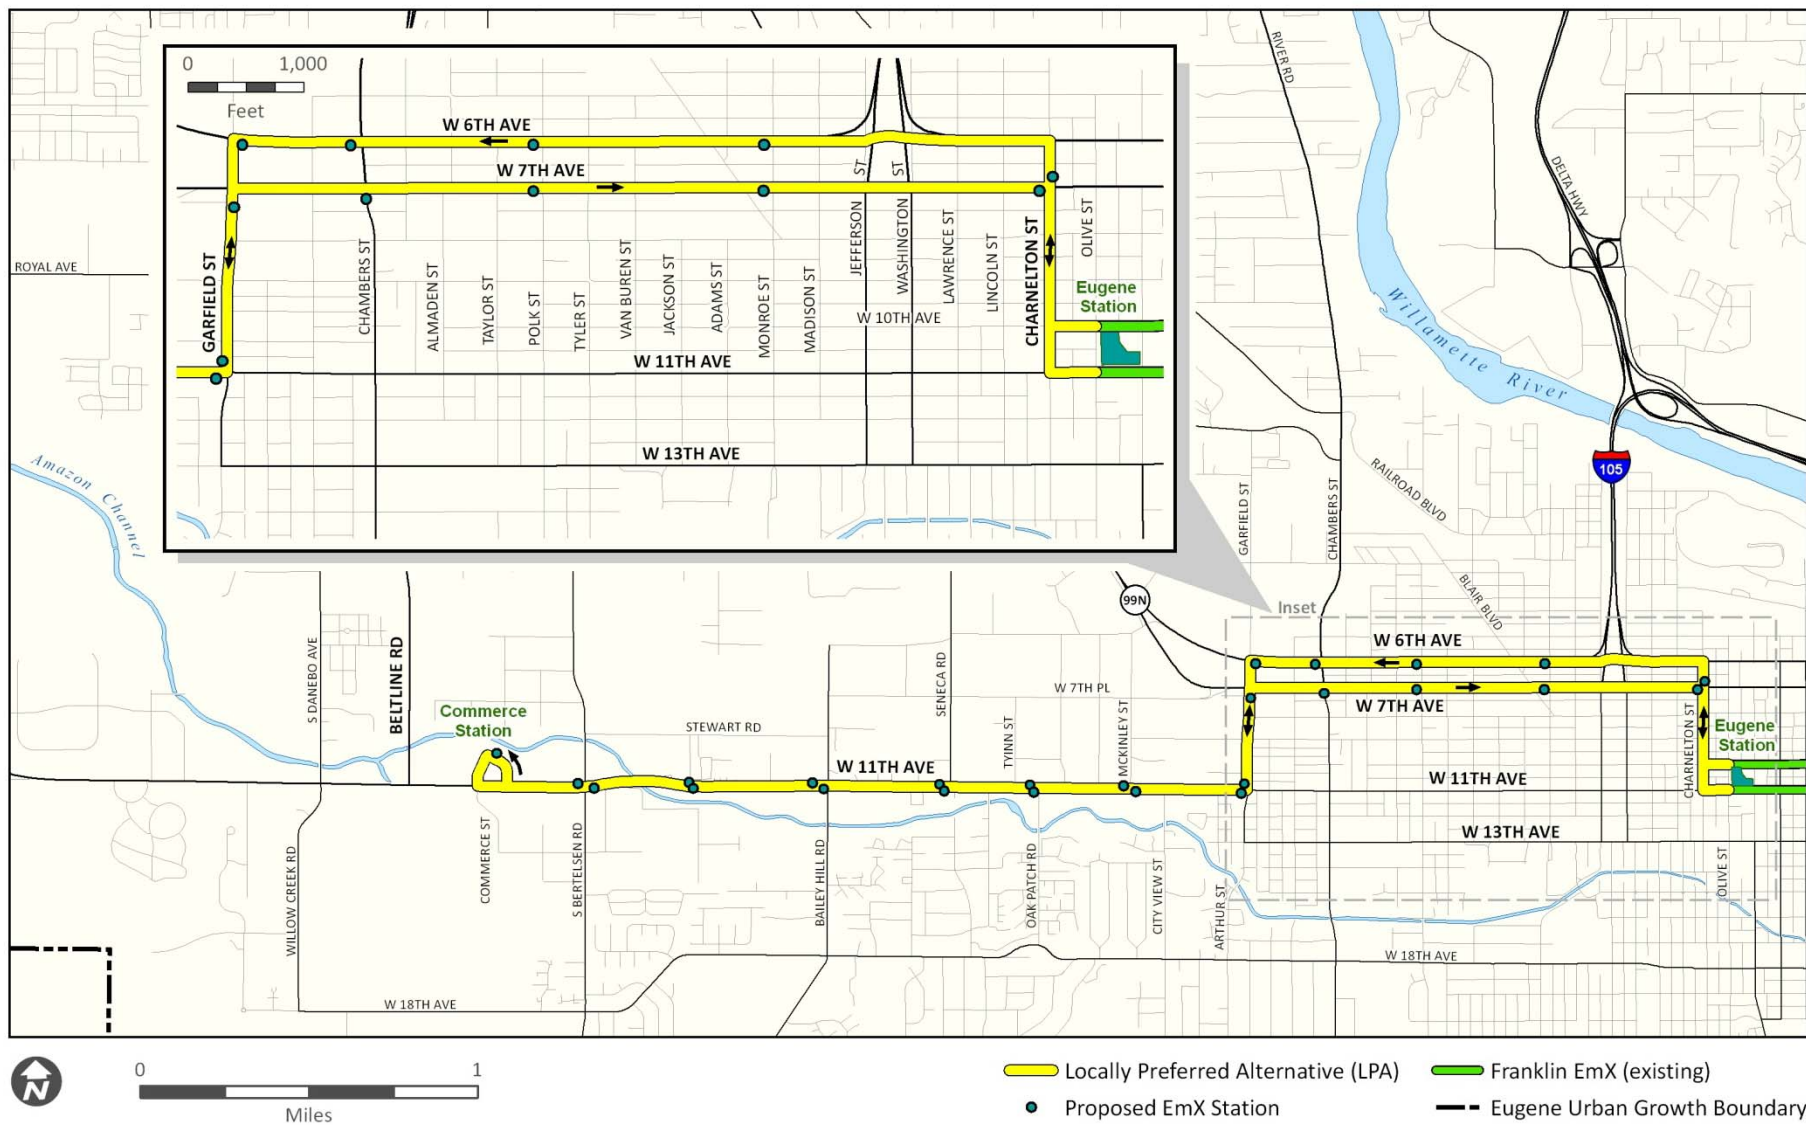 0 1,000
Feet
W 6TH AVE
W 7TH AVE
GARFIELD ST
CHAMBERS ST
ALMADEN ST
TAYLOR ST
POLK ST
TYLER ST
VAN BUREN ST
JACKSON ST
ADAMS ST
MONROE ST
MADISON ST
JEFFERSON ST
WASHINGTON ST
LAWRENCE ST
LINCOLN ST
CHARNELTON ST
OLIVE ST
Eugene
Station
W 10TH AVE
W 11TH AVE
W 13TH AVE
RIVER RD
DELTA HWY
Willamette River
ROYAL AVE
Amazon Channel
105
RAILROAD BLVD
GARFIELD ST
CHAMBERS ST
BLAIR BLVD
99N
Inset
W 6TH AVE
W 7TH AVE
S DANEBO AVE
BELTLINE RD
Commerce
Station
STEWART RD
SENECA RD
W 7TH PL
TYINN ST
MCKINLEY ST
W 11TH AVE
W 11TH AVE
CHARNELTON ST
Eugene
Station
W 13TH AVE
WILLOW CREEK RD
COMMERCE ST
S BERTELSEN RD
BAILEY HILL RD
OAK PATCH RD
CITY VIEW ST
ARTHUR ST
OLIVE ST
W 18TH AVE
W 18TH AVE
N
0 1
Miles
Locally Preferred Alternative (LPA)
Franklin EmX (existing)
Proposed EmX Station
Eugene Urban Growth Boundary